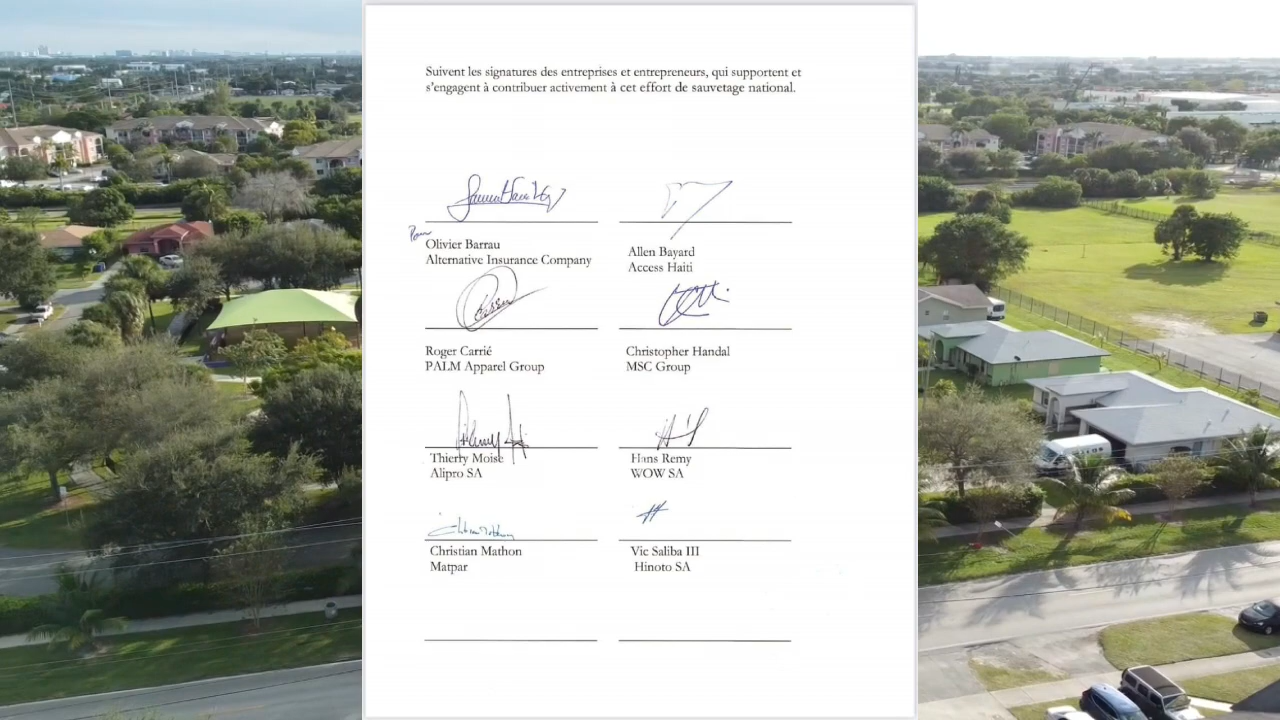 Suivent les signatures des entreprises et entrepreneurs, qui supportent et
s'engagent à contribuer activement à cet effort de sauvetage national.
Pour
Olivier Barrau
Alternative Insurance Company
Allen Bayard
Access Haiti
Roger Carrié
PALM Apparel Group
Christopher Handal
MSC Group
Thierry Moise
Alipro SA
Hans Remy
WOW SA
Christian Mathon
Matpar
Vic Saliba III
Hinoto SA